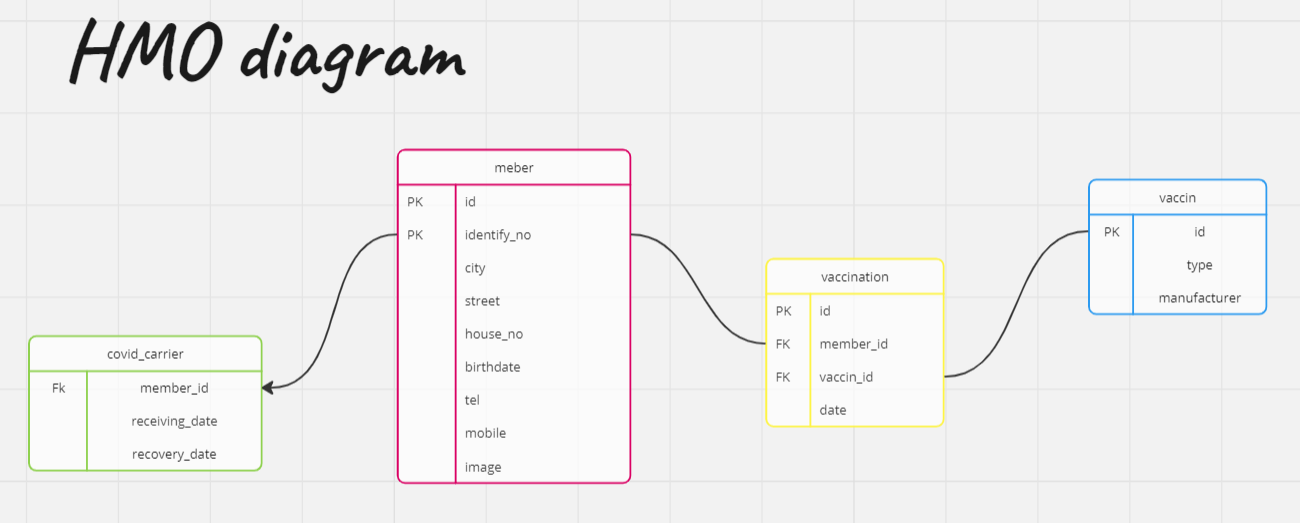 HMO diagram
meber
PK id
PK identify_no
city
street
house_no
birthdate
tel
mobile
image
covid_carrier
Fk member_id
receiving_date
recovery_date
vaccination
PK id
FK member_id
FK vaccin_id
date
vaccin
PK id
type
manufacturer